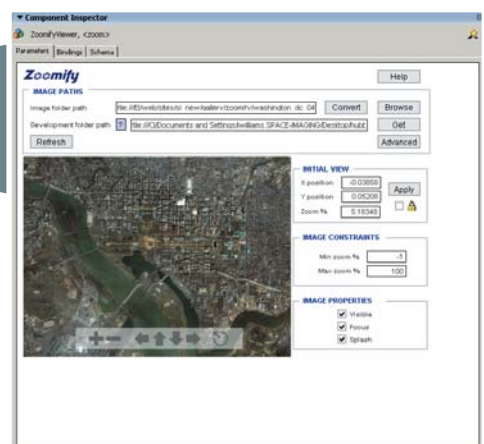 Component Inspector
ZoomifyViewer, <zoom>
Parameters Bindings Schema
Zoomify Help
IMAGE PATHS
Image folder path Convert Browse
Development folder path ? Get
Refresh Advanced
INITIAL VIEW
X position -0.03858
Y position 0.05208 Apply
Zoom % 5.18348
IMAGE CONSTRAINTS
Min zoom % -1
Max zoom % 100
IMAGE PROPERTIES
Visible
Focus
Splash